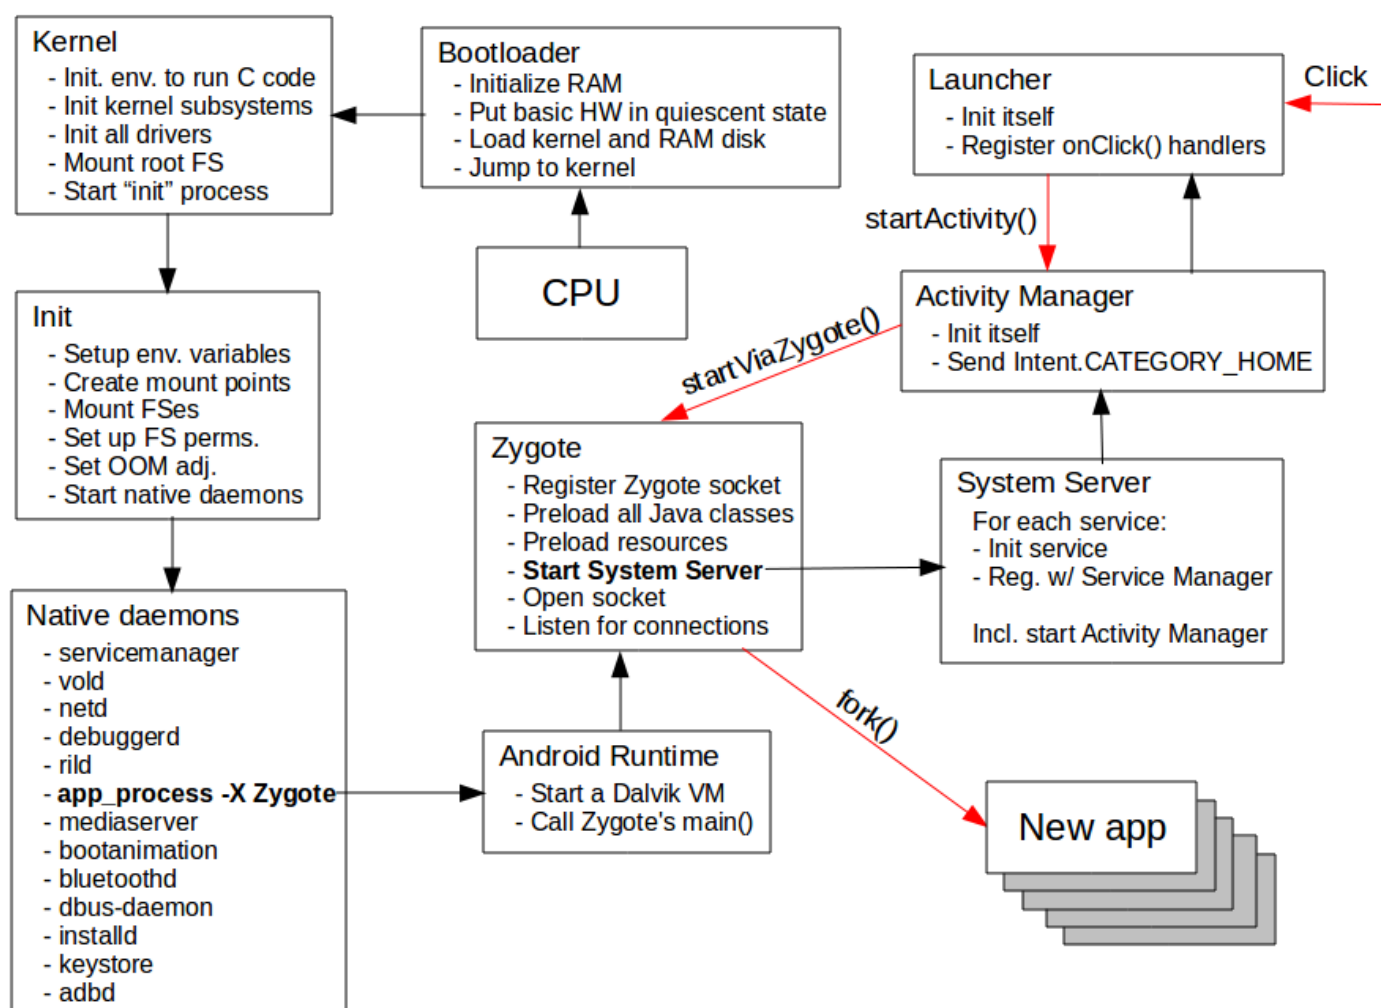 Kernel
- Init. env. to run C code
- Init kernel subsystems
- Init all drivers
- Mount root FS
- Start “init” process
Bootloader
- Initialize RAM
- Put basic HW in quiescent state
- Load kernel and RAM disk
- Jump to kernel
CPU
Launcher
- Init itself
- Register onClick() handlers
Click
startActivity()
Activity Manager
- Init itself
- Send Intent.CATEGORY_HOME
startViaZygote()
Init
- Setup env. variables
- Create mount points
- Mount FSes
- Set up FS perms.
- Set OOM adj.
- Start native daemons
Zygote
- Register Zygote socket
- Preload all Java classes
- Preload resources
- Start System Server
- Open socket
- Listen for connections
System Server
For each service:
- Init service
- Reg. w/ Service Manager
Incl. start Activity Manager
Native daemons
- servicemanager
- vold
- netd
- debuggerd
- rild
- app_process -X Zygote
- mediaserver
- bootanimation
- bluetoothd
- dbus-daemon
- installd
- keystore
- adbd
Android Runtime
- Start a Dalvik VM
- Call Zygote's main()
fork()
New app